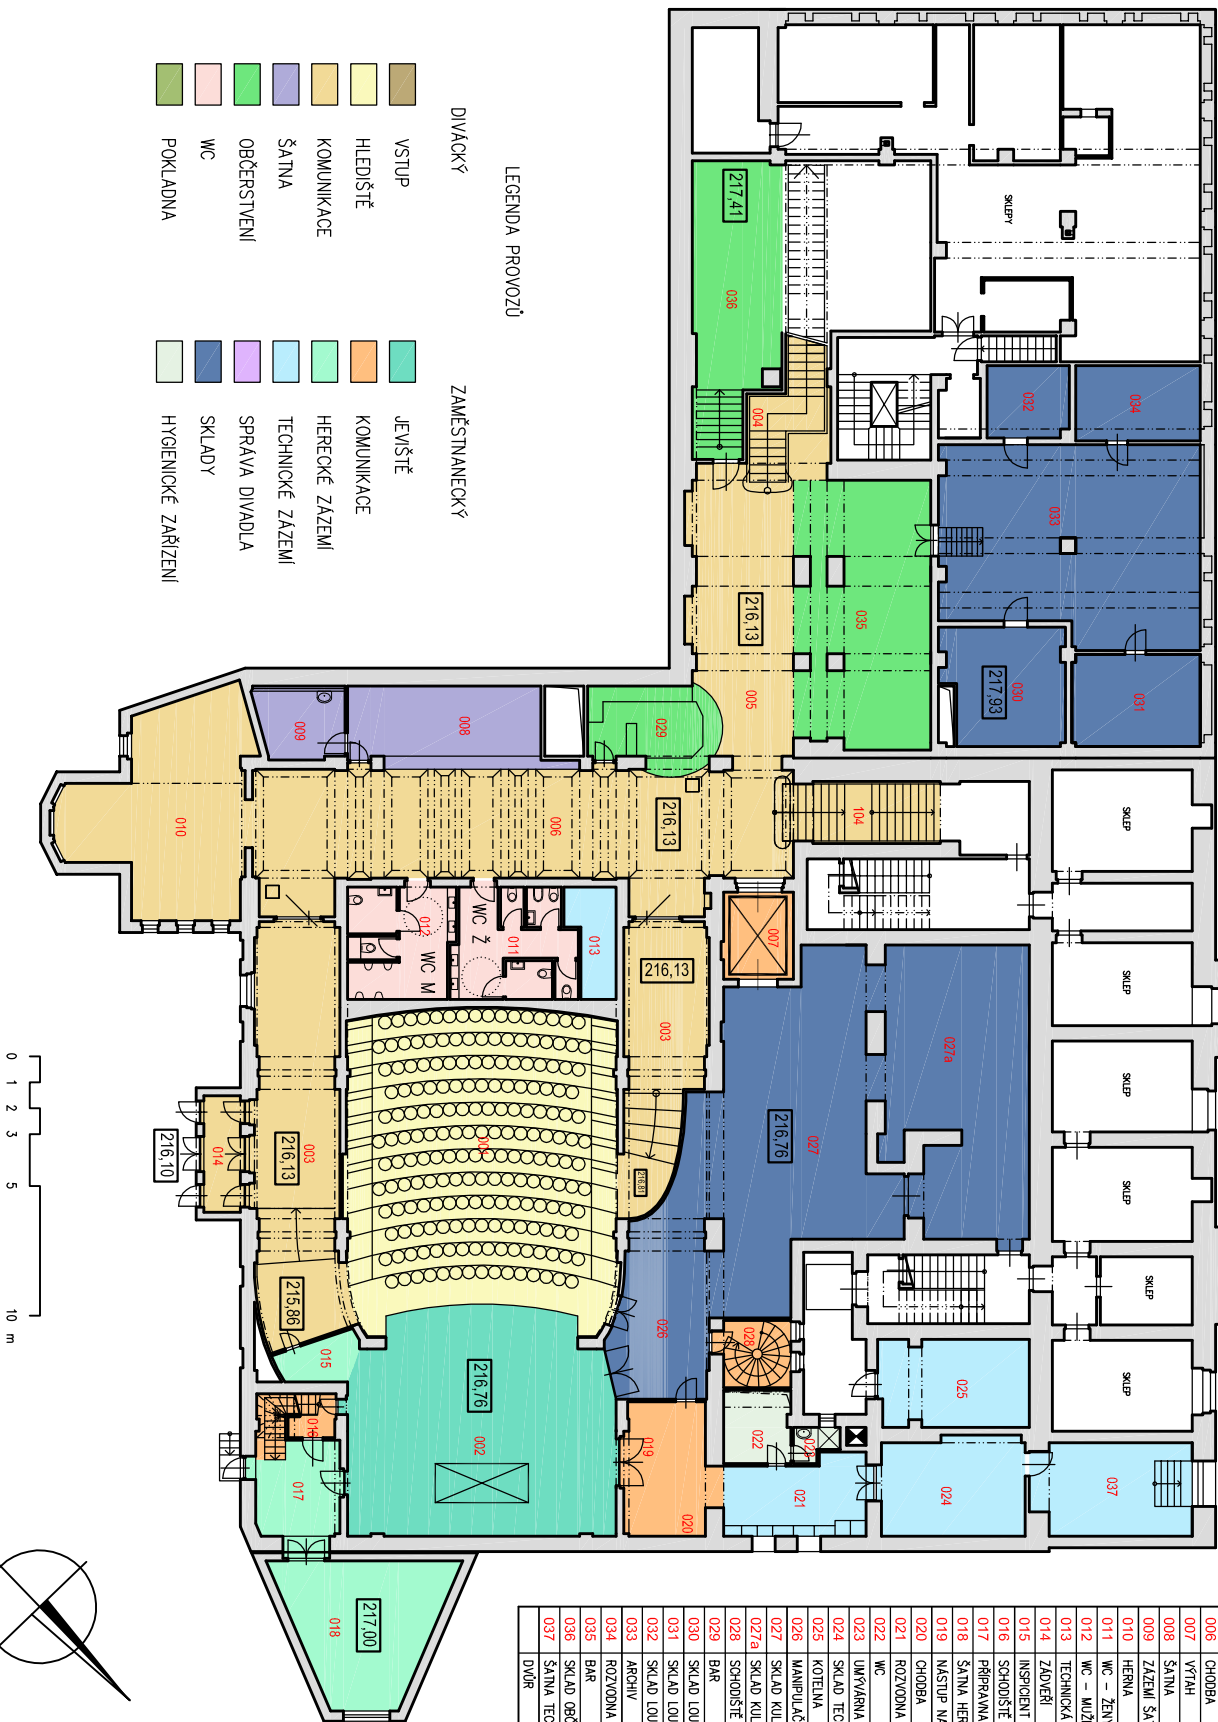 LEGENDA PROVOZŮ
DIVÁCKÝ
VSTUP
HLEDIŠTĚ
KOMUNIKACE
ŠATNA
OBČERSTVENÍ
WC
POKLADNA
ZAMĚSTNANECKÝ
JEVIŠTĚ
KOMUNIKACE
HERECKÉ ZÁZEMÍ
TECHNICKÉ ZÁZEMÍ
SPRÁVA DIVADLA
SKLADY
HYGIENICKÉ ZAŘÍZENÍ
SKLEPY
217,41
036
004
032
034
033
035
216,13
005
030
217,93
031
029
008
009
010
006
216,13
104
SKLEP
SKLEP
SKLEP
SKLEP
SKLEP
SKLEP
007
012
WC M
WC Ž
011
013
216,13
003
216,81
027a
027
216,76
001
003
216,13
014
216,10
215,86
015
026
028
025
216,76
002
016
017
019
020
022
023
021
024
037
018
217,00
0 1 2 3 5 10 m
006 CHODBA
007 VÝTAH
008 ŠATNA
009 ZÁZEMÍ ŠA
010 HERNA
011 WC – ŽENY
012 WC – MUŽI
013 TECHNICKÁ
014 ZÁDVEŘÍ
015 INSPICIENT
016 SCHODIŠTĚ
017 PŘÍPRAVNA
018 ŠATNA HER
019 NÁSTUP NA
020 CHODBA
021 ROZVODNA
022 WC
023 UMÝVÁRNA
024 SKLAD TEC
025 KOTELNA
026 MANIPULAČ
027 SKLAD KUL
027a SKLAD KUL
028 SCHODIŠTĚ
029 BAR
030 SKLAD LOU
031 SKLAD LOU
032 SKLAD LOU
033 ARCHIV
034 ROZVODNA
035 BAR
036 SKLAD OBČ
037 ŠATNA TEC
DVŮR